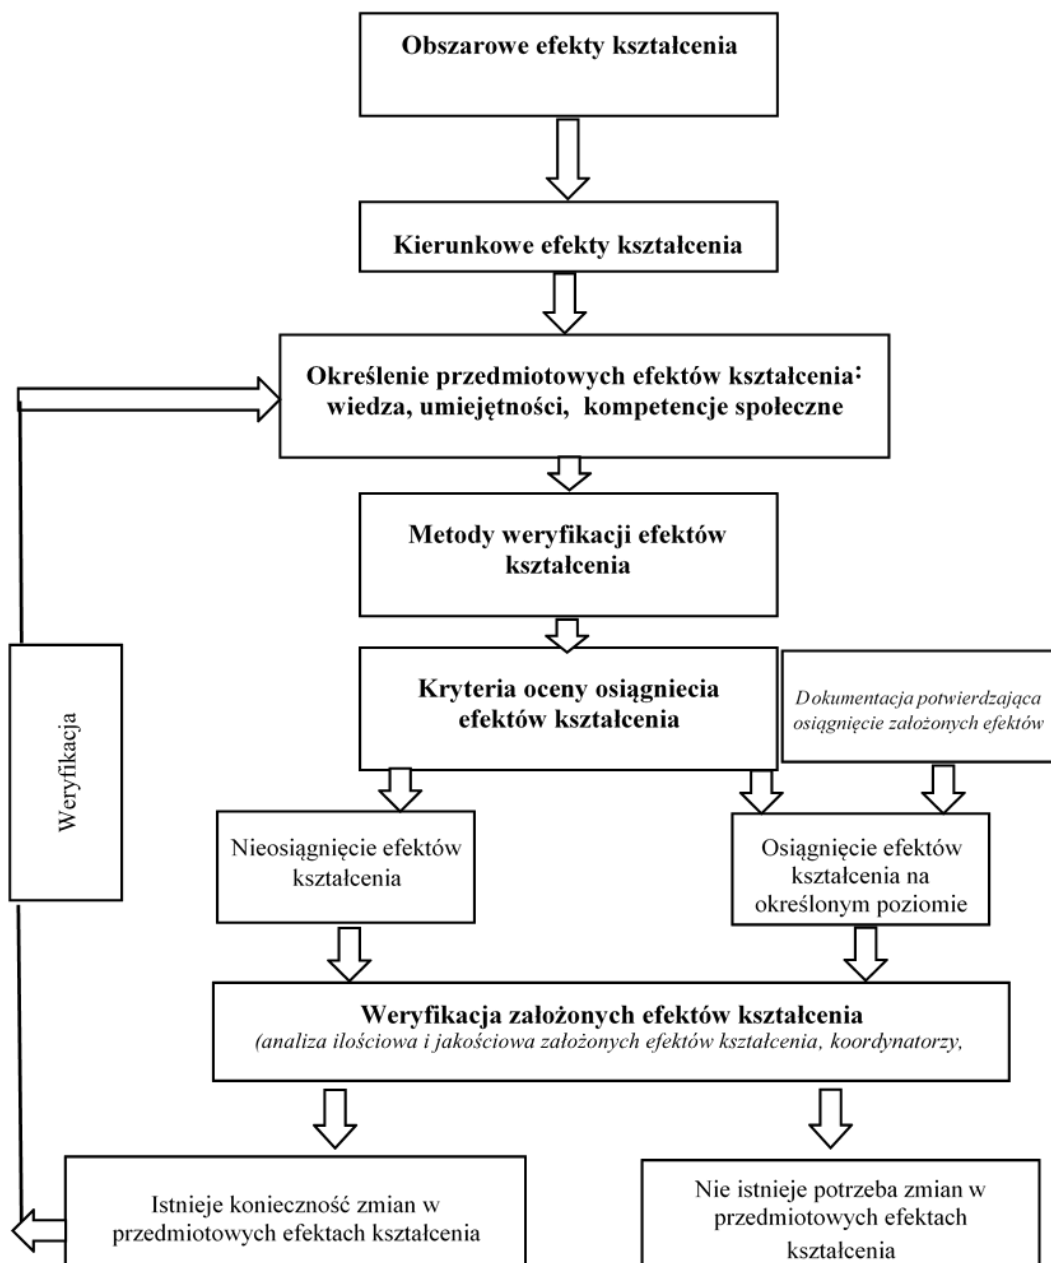 Obszarowe efekty kształcenia
Kierunkowe efekty kształcenia
Określenie przedmiotowych efektów kształcenia:
wiedza, umiejętności, kompetencje społeczne
Metody weryfikacji efektów
kształcenia
Kryteria oceny osiągniecia
efektów kształcenia
Dokumentacja potwierdzająca
osiągnięcie założonych efektów
Weryfikacja
Nieosiągnięcie efektów
kształcenia
Osiągnięcie efektów
kształcenia na
określonym poziomie
Weryfikacja założonych efektów kształcenia
(analiza ilościowa i jakościowa założonych efektów kształcenia, koordynatorzy,
Istnieje konieczność zmian w
przedmiotowych efektach kształcenia
Nie istnieje potrzeba zmian w
przedmiotowych efektach
kształcenia